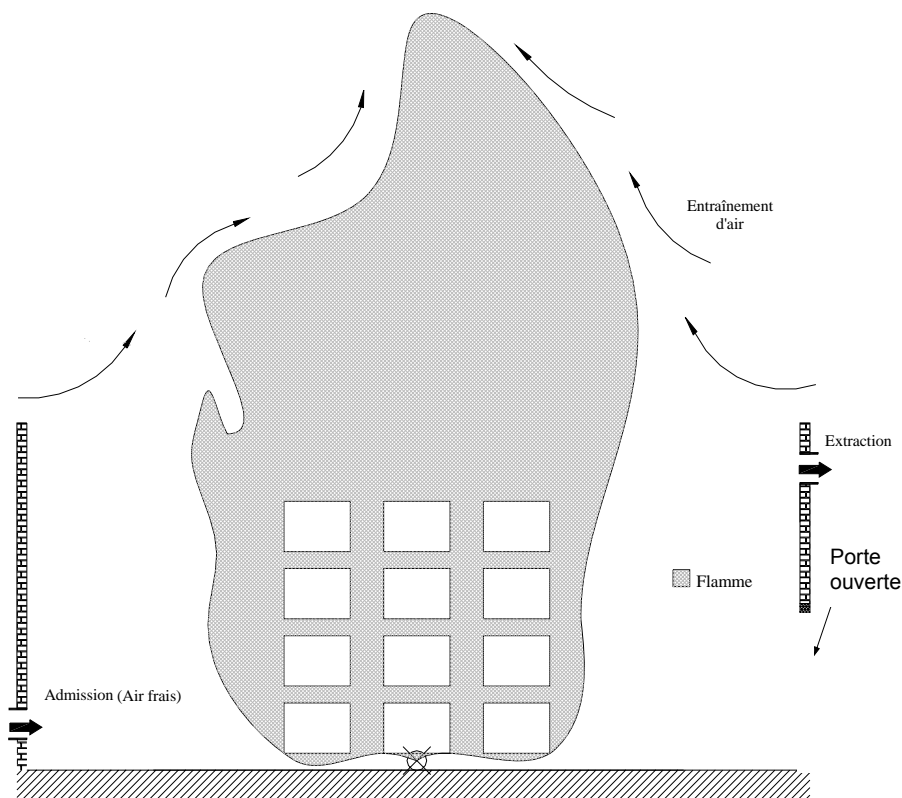 Entraînement
d'air
Extraction
Porte
ouverte
Flamme
Admission (Air frais)